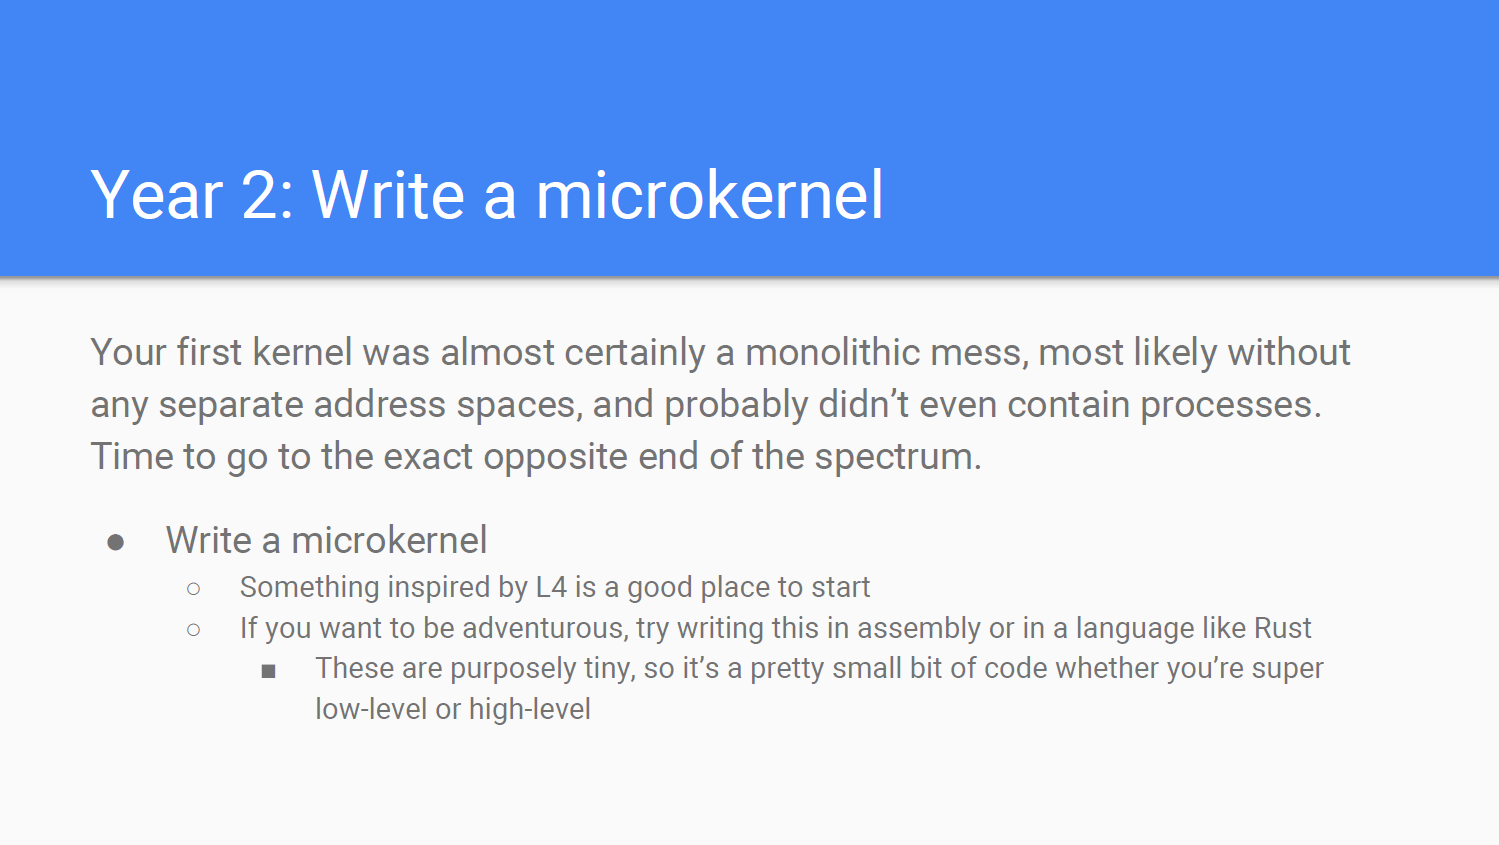 Year 2: Write a microkernel
Your first kernel was almost certainly a monolithic mess, most likely without
any separate address spaces, and probably didn’t even contain processes.
Time to go to the exact opposite end of the spectrum.
● Write a microkernel
○ Something inspired by L4 is a good place to start
○ If you want to be adventurous, try writing this in assembly or in a language like Rust
■ These are purposely tiny, so it’s a pretty small bit of code whether you’re super
low-level or high-level